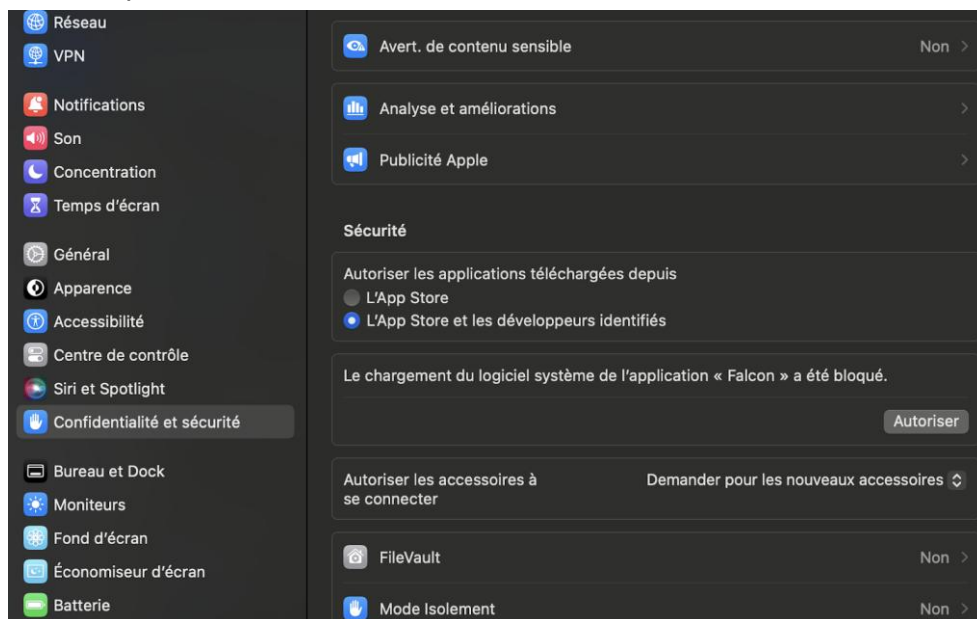 Réseau
VPN
Notifications
Son
Concentration
Temps d’écran
Général
Apparence
Accessibilité
Centre de contrôle
Siri et Spotlight
Confidentialité et sécurité
Bureau et Dock
Moniteurs
Fond d’écran
Économiseur d’écran
Batterie
Avert. de contenu sensible Non
Analyse et améliorations
Publicité Apple
Sécurité
Autoriser les applications téléchargées depuis
L’App Store
L’App Store et les développeurs identifiés
Le chargement du logiciel système de l’application « Falcon » a été bloqué.
Autoriser
Autoriser les accessoires à Demander pour les nouveaux accessoires
se connecter
FileVault Non
Mode Isolement Non